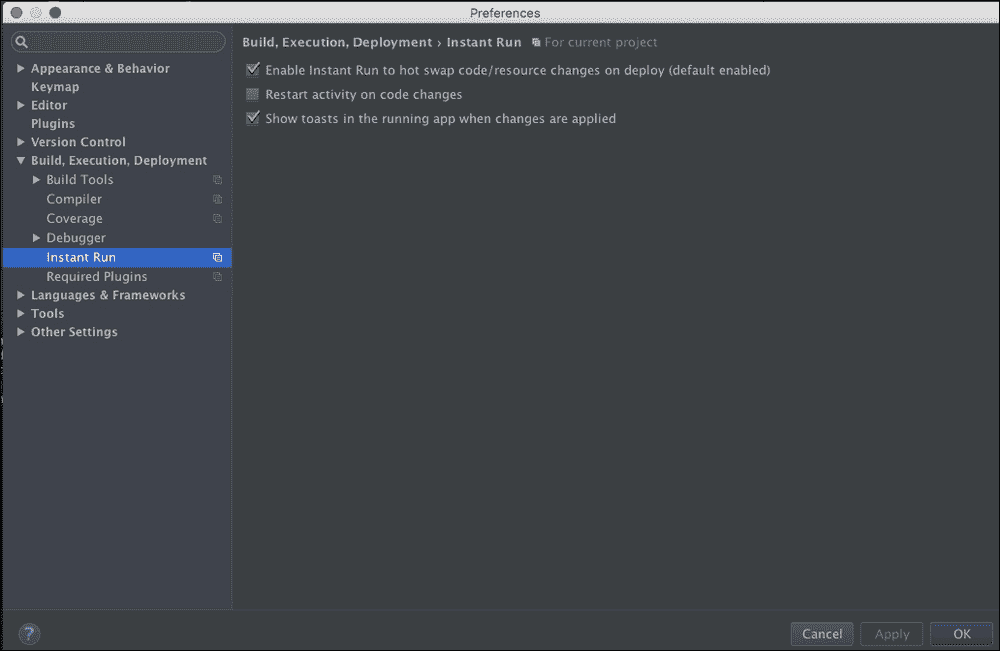 Preferences
Appearance & Behavior
Keymap
Editor
Plugins
Version Control
Build, Execution, Deployment
Build Tools
Compiler
Coverage
Debugger
Instant Run
Required Plugins
Languages & Frameworks
Tools
Other Settings
Build, Execution, Deployment › Instant Run For current project
Enable Instant Run to hot swap code/resource changes on deploy (default enabled)
Restart activity on code changes
Show toasts in the running app when changes are applied
?
Cancel
Apply
OK